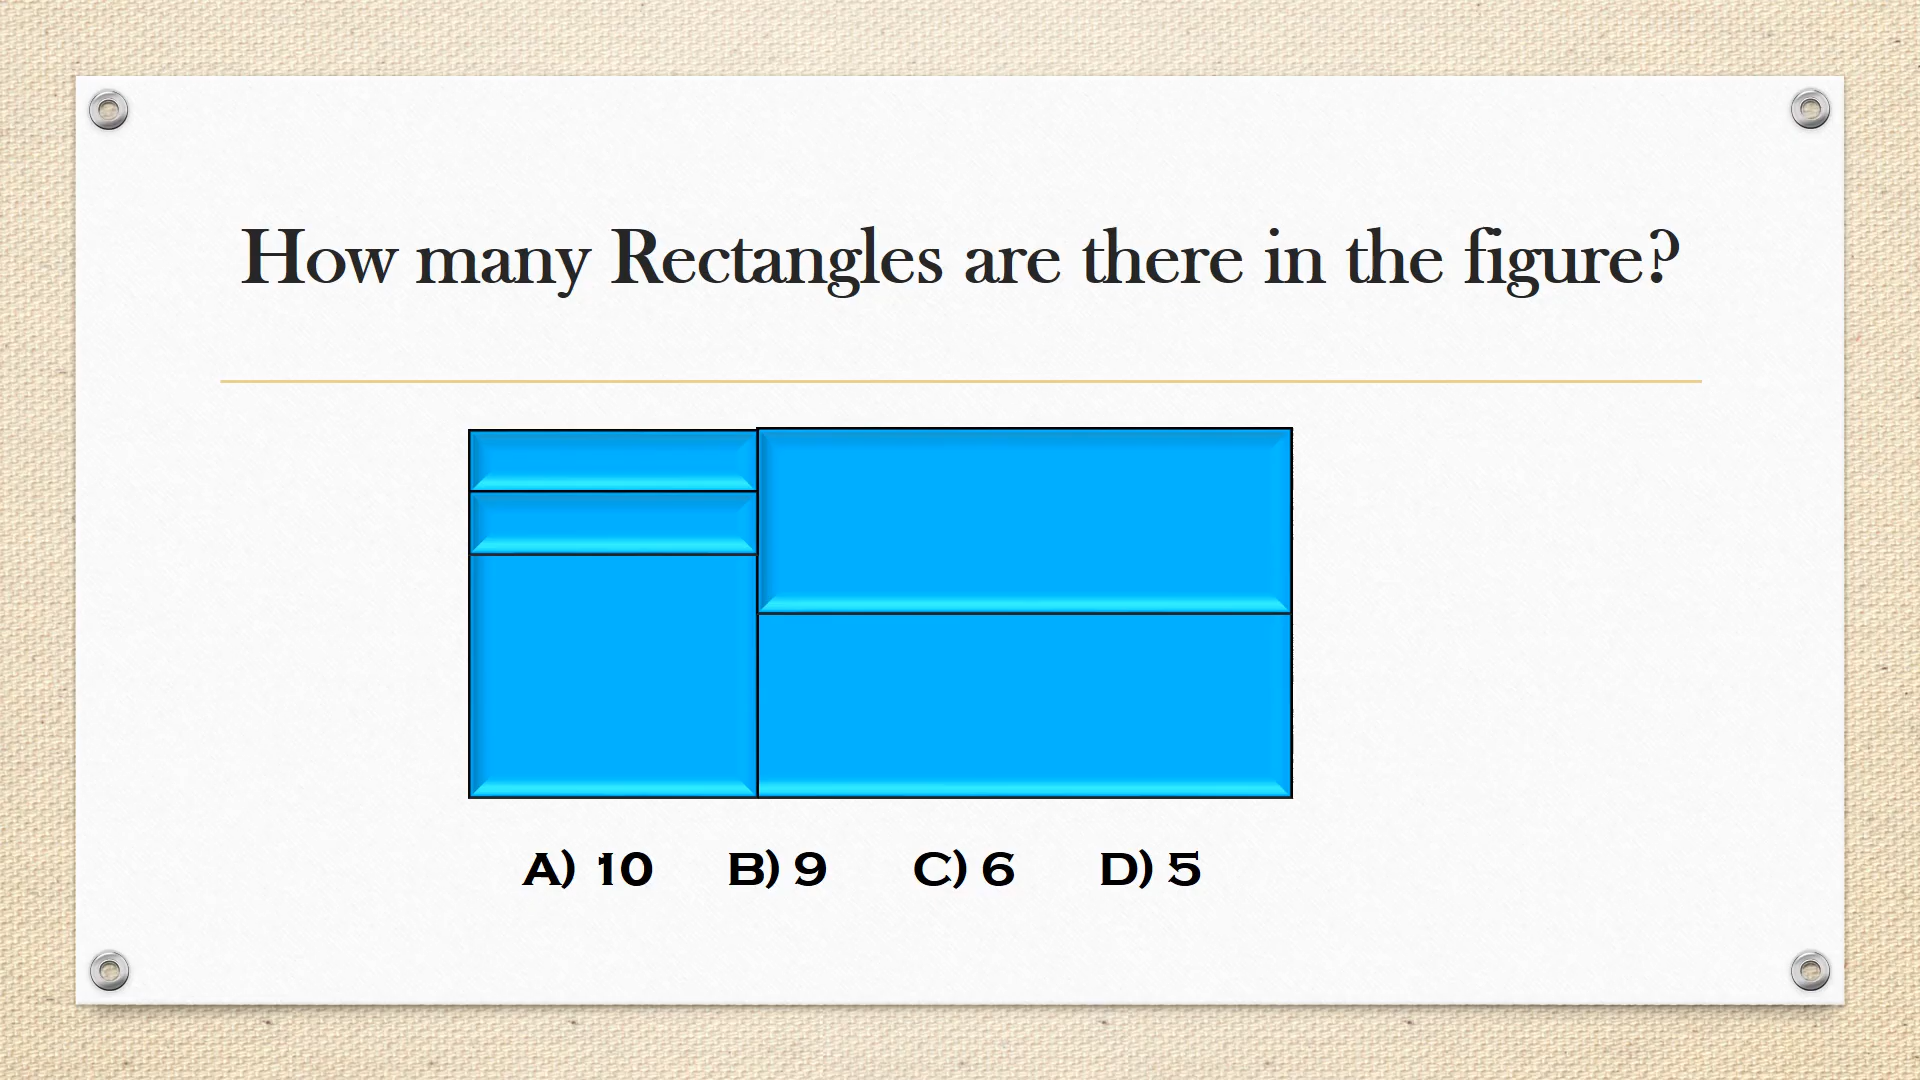 How many Rectangles are there in the figure?
A) 10 B) 9 C) 6 D) 5